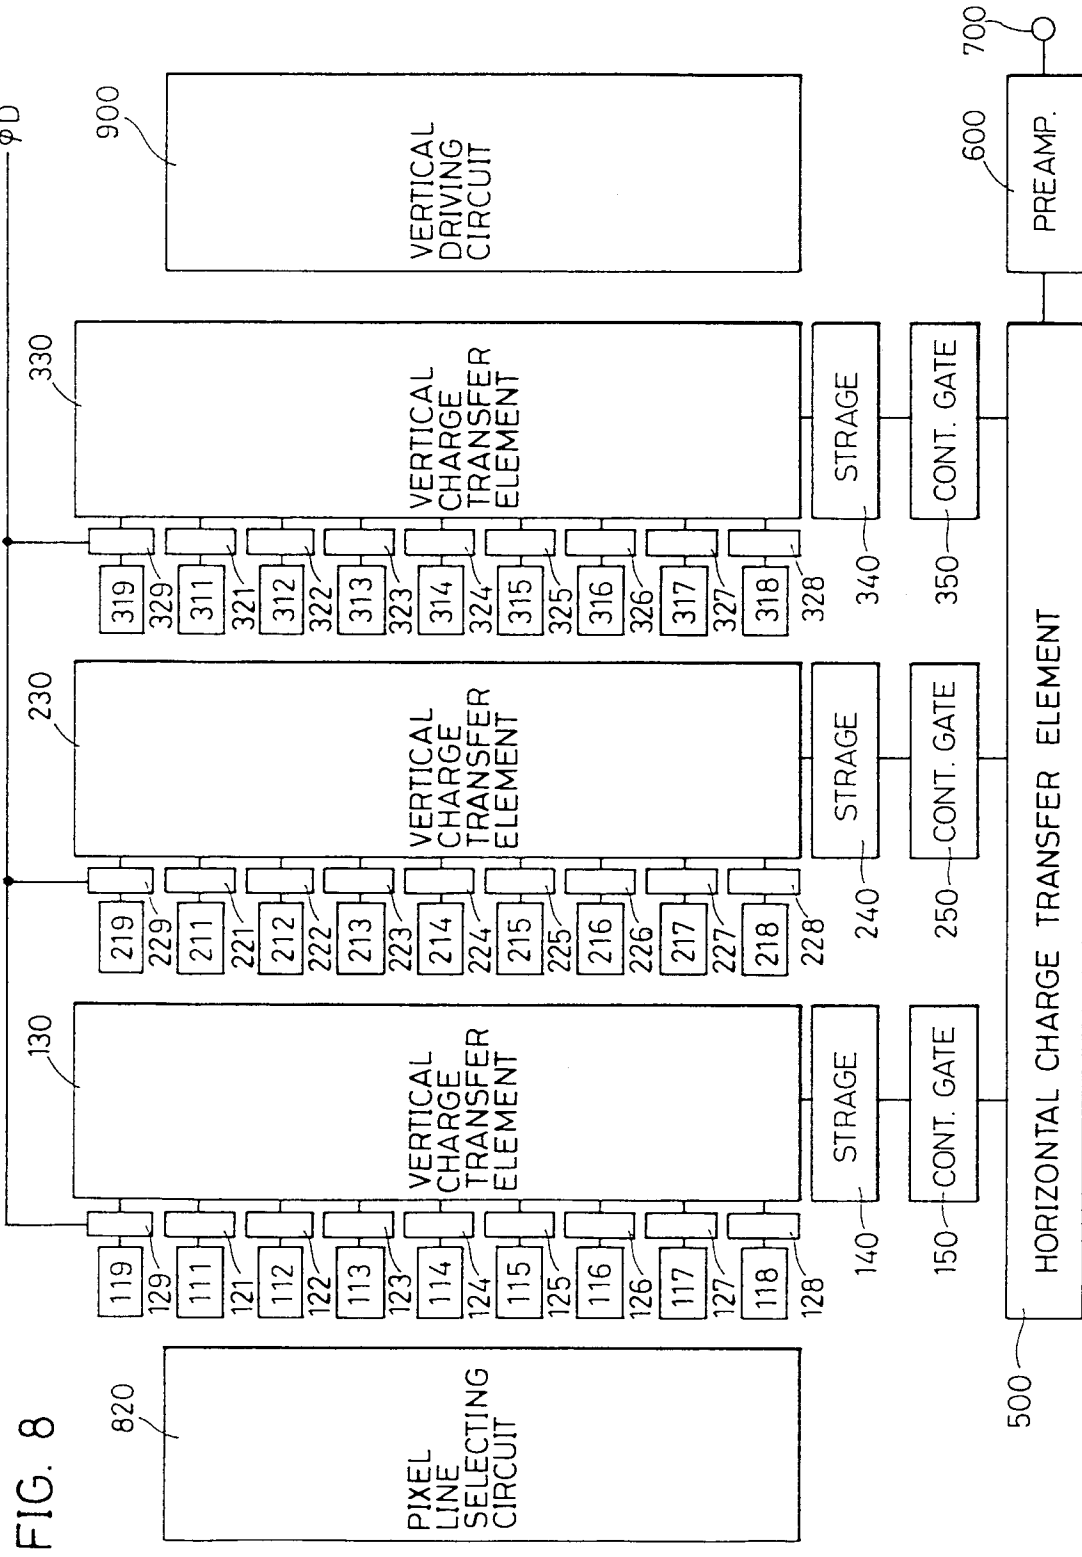 FIG. 8
φD
820
PIXEL
LINE
SELECTING
CIRCUIT
130
VERTICAL
CHARGE
TRANSFER
ELEMENT
230
VERTICAL
CHARGE
TRANSFER
ELEMENT
330
VERTICAL
CHARGE
TRANSFER
ELEMENT
900
VERTICAL
DRIVING
CIRCUIT
119
129
111
121
112
122
113
123
114
124
115
125
116
126
117
127
118
128
219
229
211
221
212
222
213
223
214
224
215
225
216
226
217
227
218
228
319
329
311
321
312
322
313
323
314
324
315
325
316
326
317
327
318
328
140
STRAGE
240
STRAGE
340
STRAGE
150
CONT. GATE
250
CONT. GATE
350
CONT. GATE
500
HORIZONTAL CHARGE TRANSFER ELEMENT
600
PREAMP.
700